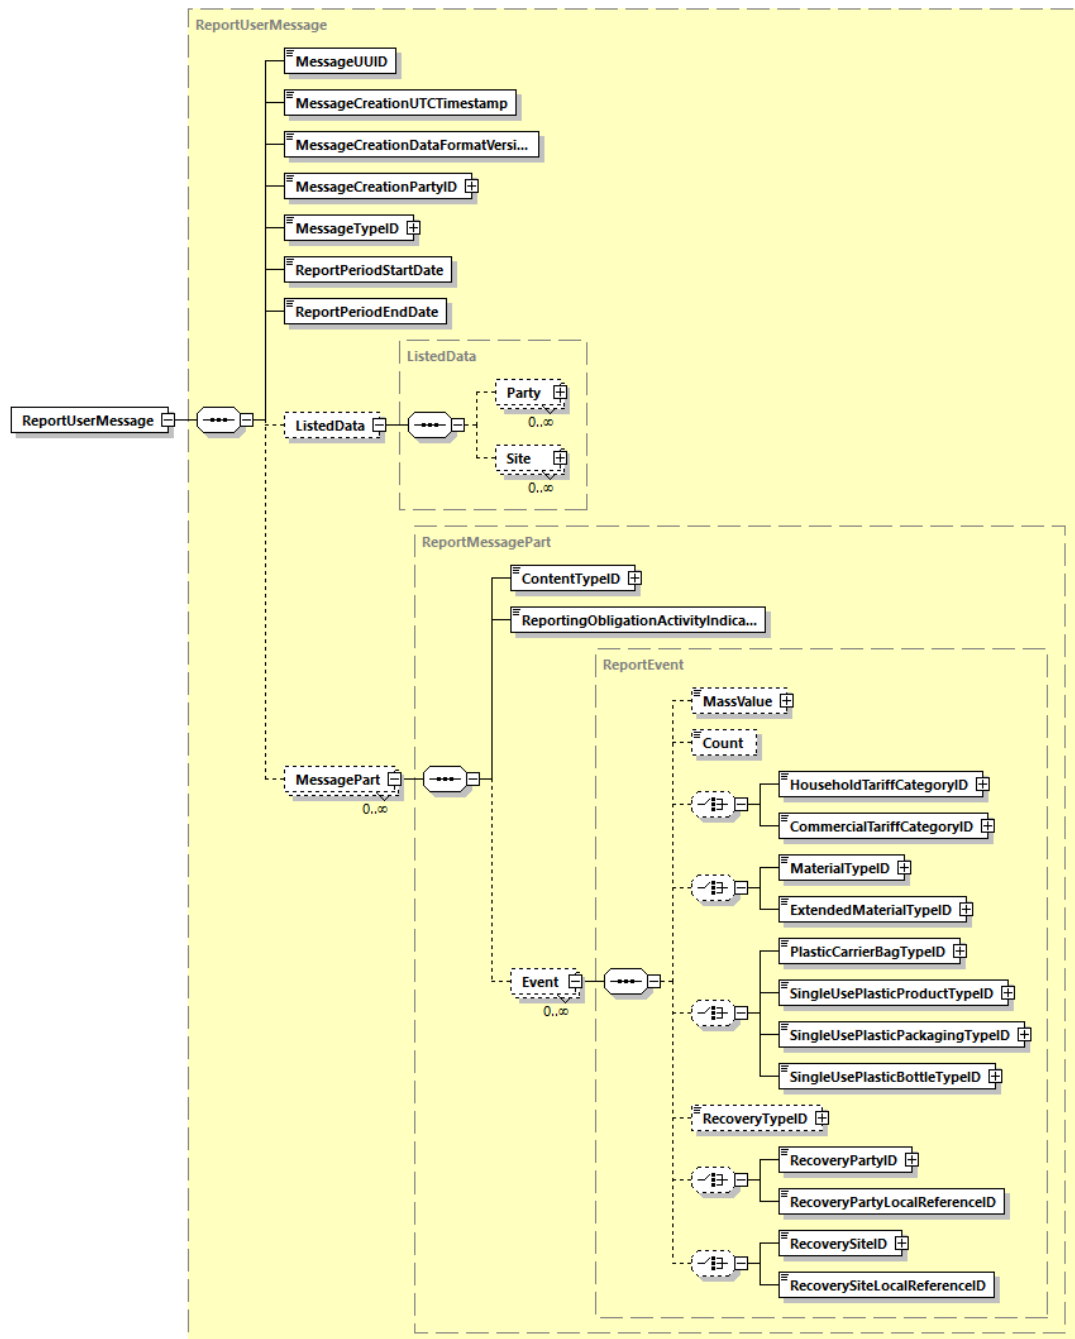 ReportUserMessage
MessageUUID
MessageCreationUTCTimestamp
MessageCreationDataFormatVersi...
MessageCreationPartyID
MessageTypeID
ReportPeriodStartDate
ReportPeriodEndDate
ListedData
Party
0..∞
ReportUserMessage
ListedData
Site
0..∞
ReportMessagePart
ContentTypeID
ReportingObligationActivityIndica...
ReportEvent
MassValue
Count
MessagePart
0..∞
HouseholdTariffCategoryID
CommercialTariffCategoryID
MaterialTypeID
ExtendedMaterialTypeID
PlasticCarrierBagTypeID
Event
0..∞
SingleUsePlasticProductTypeID
SingleUsePlasticPackagingTypeID
SingleUsePlasticBottleTypeID
RecoveryTypeID
RecoveryPartyID
RecoveryPartyLocalReferenceID
RecoverySiteID
RecoverySiteLocalReferenceID